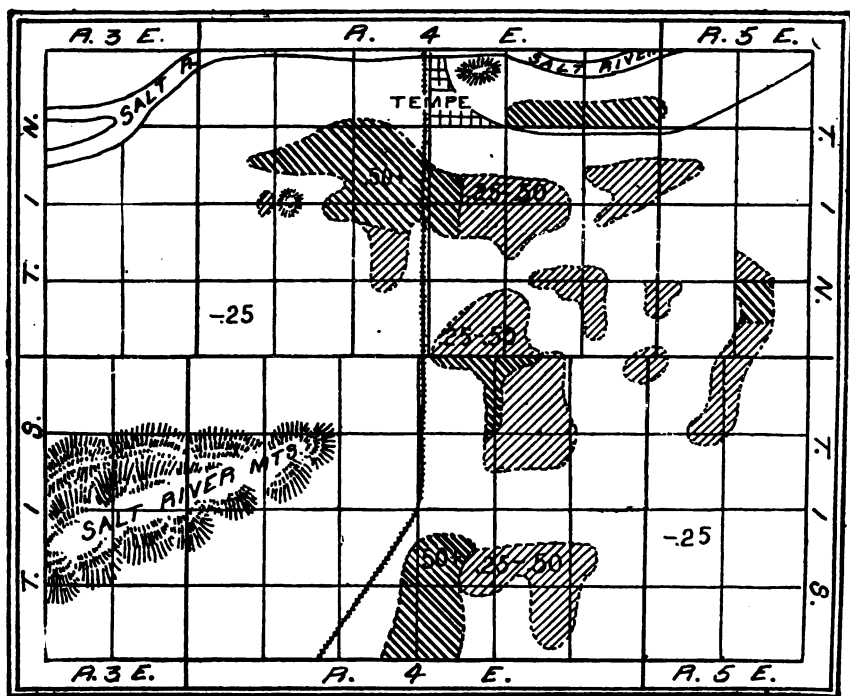 R. 3 E. R. 4 E. R. 5 E.
SALT R. SALT RIVER
TEMPE
N. T.
.50+ .25-.50
1 1
T. N.
-.25 .25-.50
S. T.
SALT RIVER MTS
1 1
-.25
.50+ .25-.50
T. S.
R. 3 E. R. 4 E. R. 5 E.